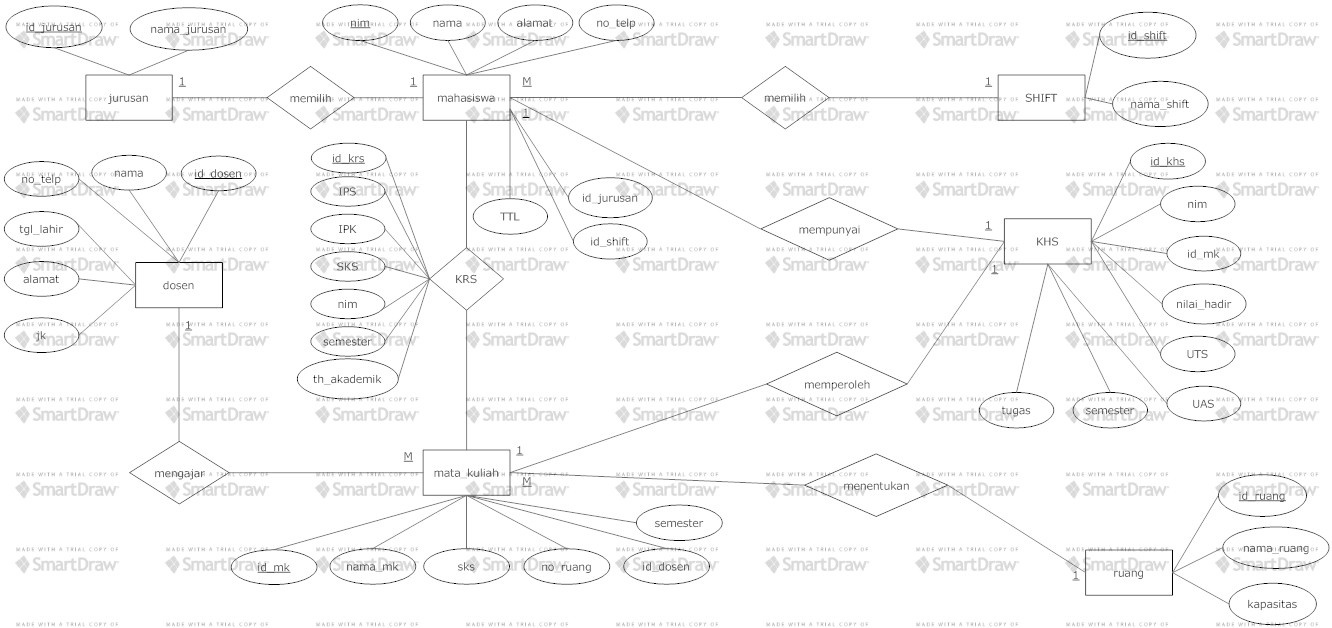 id_jurusan
nama_jurusan
nim
nama
alamat
no_telp
id_shift
nama_shift
jurusan
1
memilih
1
mahasiswa
M
1
memilih
1
SHIFT
no_telp
nama
id_dosen
tgl_lahir
alamat
jk
dosen
1
id_krs
IPS
IPK
SKS
nim
semester
th_akademik
KRS
TTL
id_jurusan
id_shift
mempunyai
1
KHS
1
id_khs
nim
id_mk
nilai_hadir
UTS
UAS
semester
tugas
memperoleh
mengajar
M
mata_kuliah
1
M
menentukan
1
ruang
id_ruang
nama_ruang
kapasitas
id_mk
nama_mk
sks
no_ruang
id_dosen
semester
MADE WITH A TRIAL COPY OF
SmartDraw